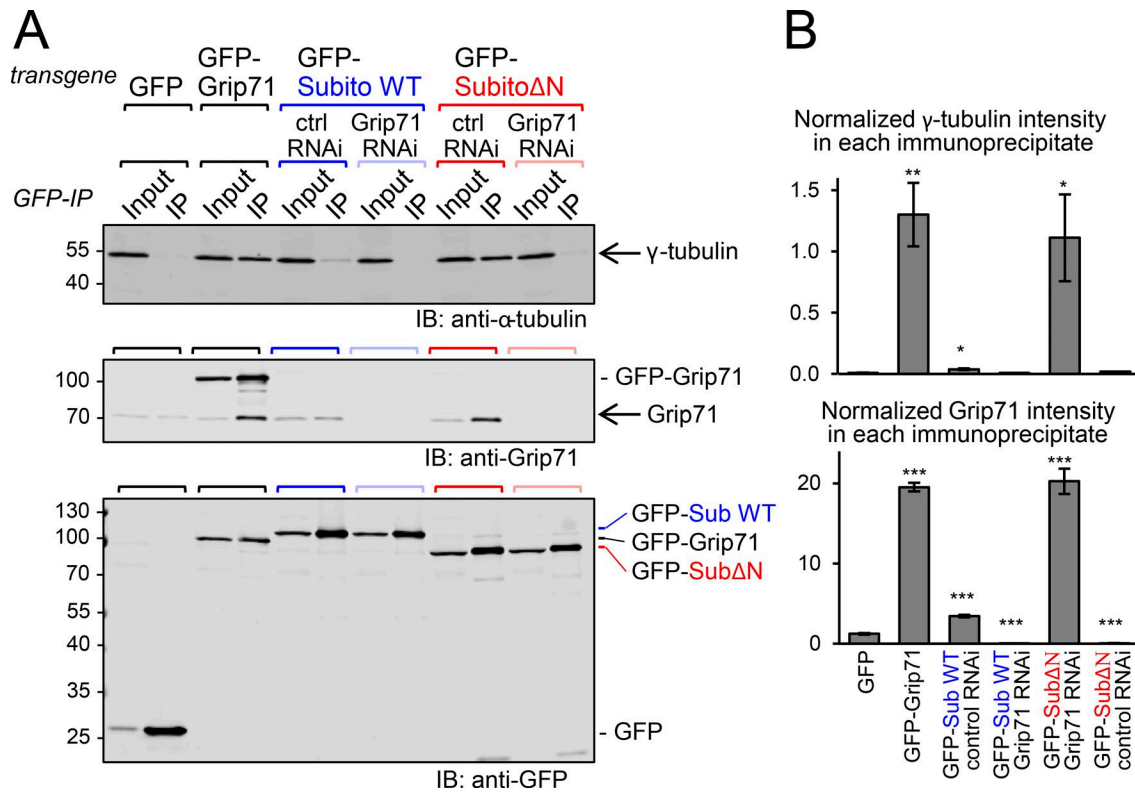 A
transgene
GFP
GFP-
Grip71
GFP-
Subito WT
GFP-
SubitoΔN
ctrl
RNAi
Grip71
RNAi
ctrl
RNAi
Grip71
RNAi
GFP-IP
Input IP Input IP Input IP Input IP Input IP Input IP
55
40
γ-tubulin
IB: anti-α-tubulin
100
70
- GFP-Grip71
Grip71
IB: anti-Grip71
130
100
70
55
40
35
25
GFP-Sub WT
GFP-Grip71
GFP-SubΔN
- GFP
IB: anti-GFP
B
Normalized γ-tubulin intensity
in each immunoprecipitate
1.5
1.0
0.5
0.0
**
*
*
Normalized Grip71 intensity
in each immunoprecipitate
20
10
0
***
***
***
***
***
GFP
GFP-Grip71
GFP-Sub WT
control RNAi
GFP-Sub WT
Grip71 RNAi
GFP-SubΔN
Grip71 RNAi
GFP-SubΔN
control RNAi